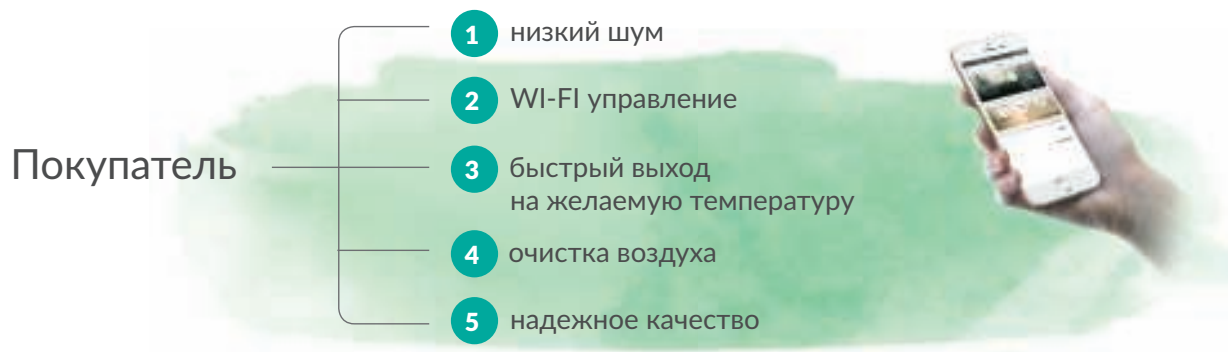 1 низкий шум
2 WI-FI управление
Покупатель
3 быстрый выход
на желаемую температуру
4 очистка воздуха
5 надежное качество